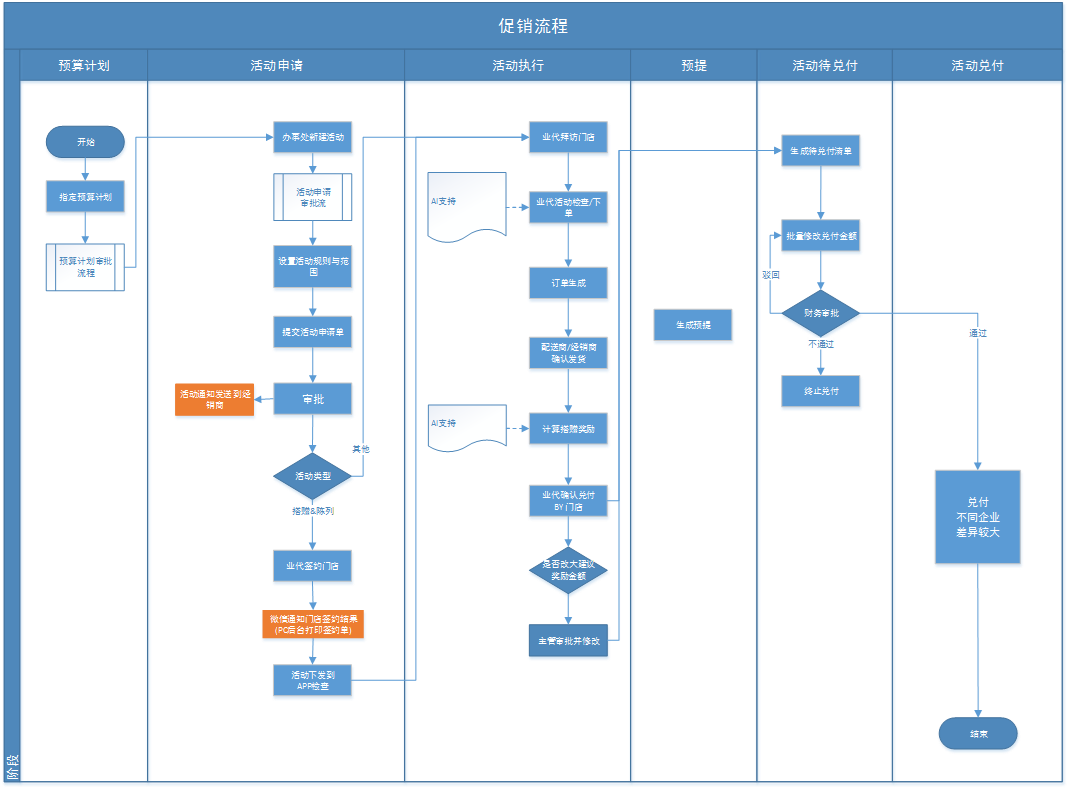 促销流程
预算计划
活动申请
活动执行
预提
活动待兑付
活动兑付
阶段
开始
指定预算计划
预算计划审批
流程
办事处新建活动
活动申请
审批流
设置活动规则与范
围
提交活动申请单
审批
活动通知发送到经
销商
活动类型
其他
搭赠&陈列
业代签约门店
微信通知门店签约结果
(PC后台打印签约单)
活动下发到
APP检查
业代拜访门店
AI支持
业代活动检查/下
单
订单生成
配送商/经销商
确认发货
AI支持
计算搭赠奖励
业代确认兑付
BY门店
是否改大建议
奖励金额
主管审批并修改
生成预提
生成待兑付清单
批量修改兑付金额
驳回
财务审批
不通过
终止兑付
通过
兑付
不同企业
差异较大
结束